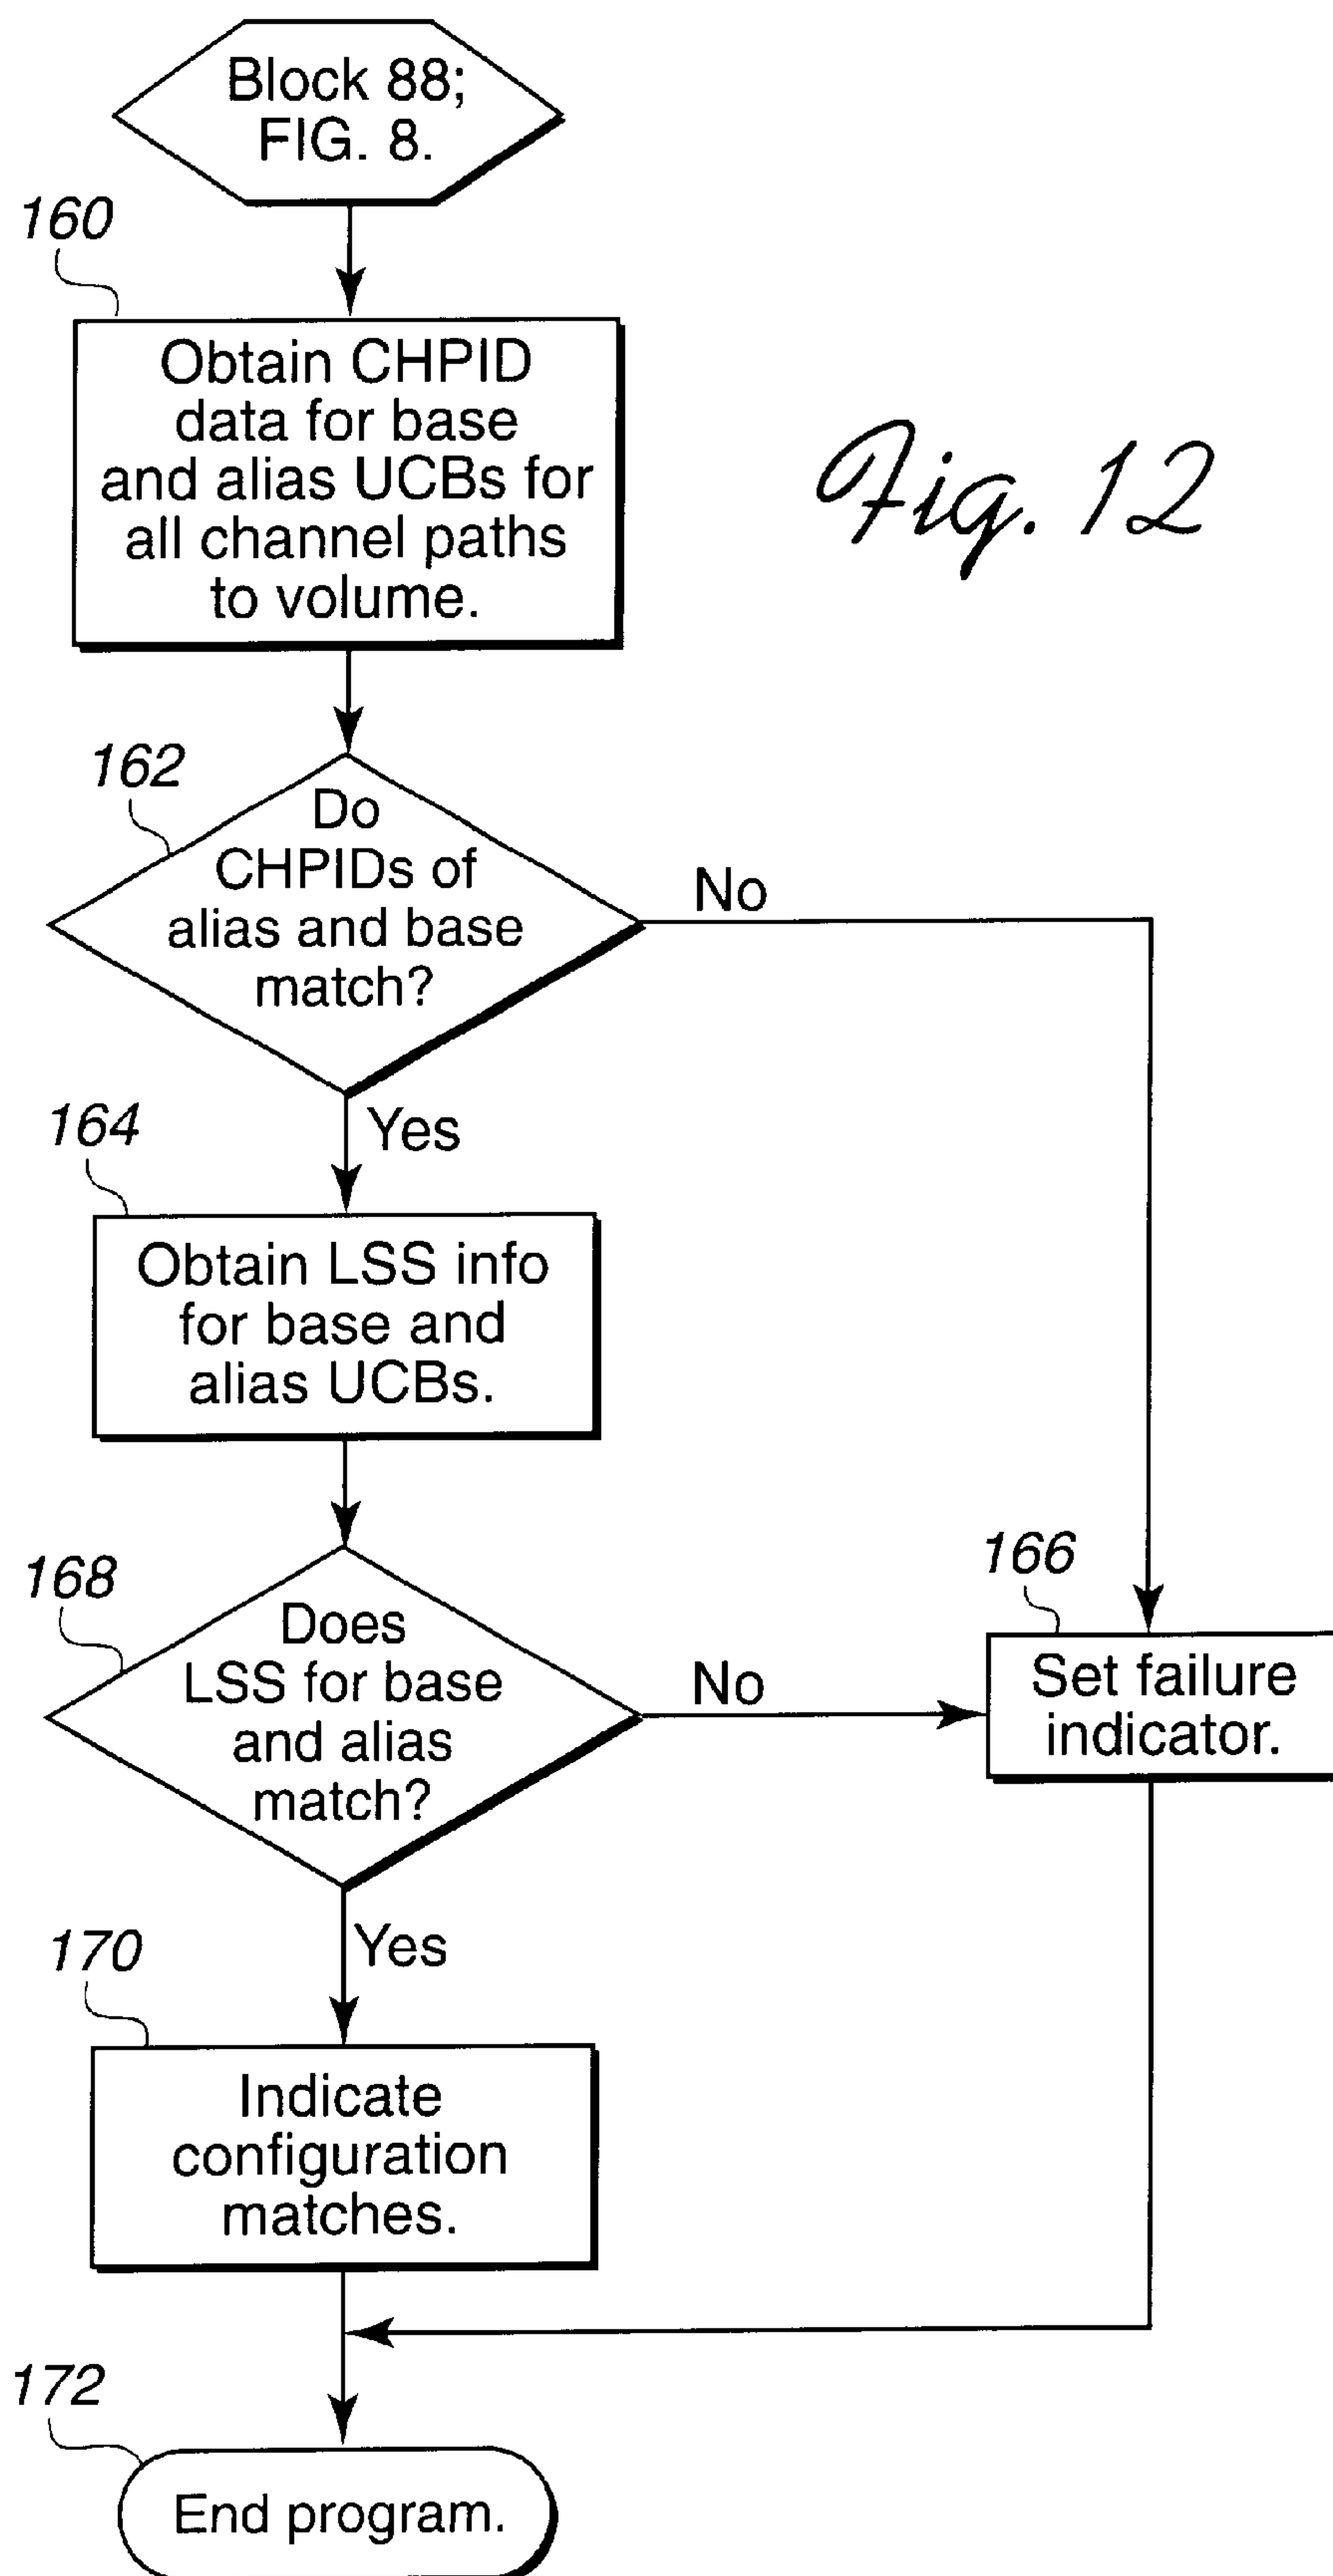 Block 88;
FIG. 8.
160
Obtain CHPID
data for base
and alias UCBs for
all channel paths
to volume.
Fig. 12
162
Do
CHPIDs of
alias and base
match?
No
Yes
164
Obtain LSS info
for base and
alias UCBs.
168
Does
LSS for base
and alias
match?
No
166
Set failure
indicator.
Yes
170
Indicate
configuration
matches.
172
End program.